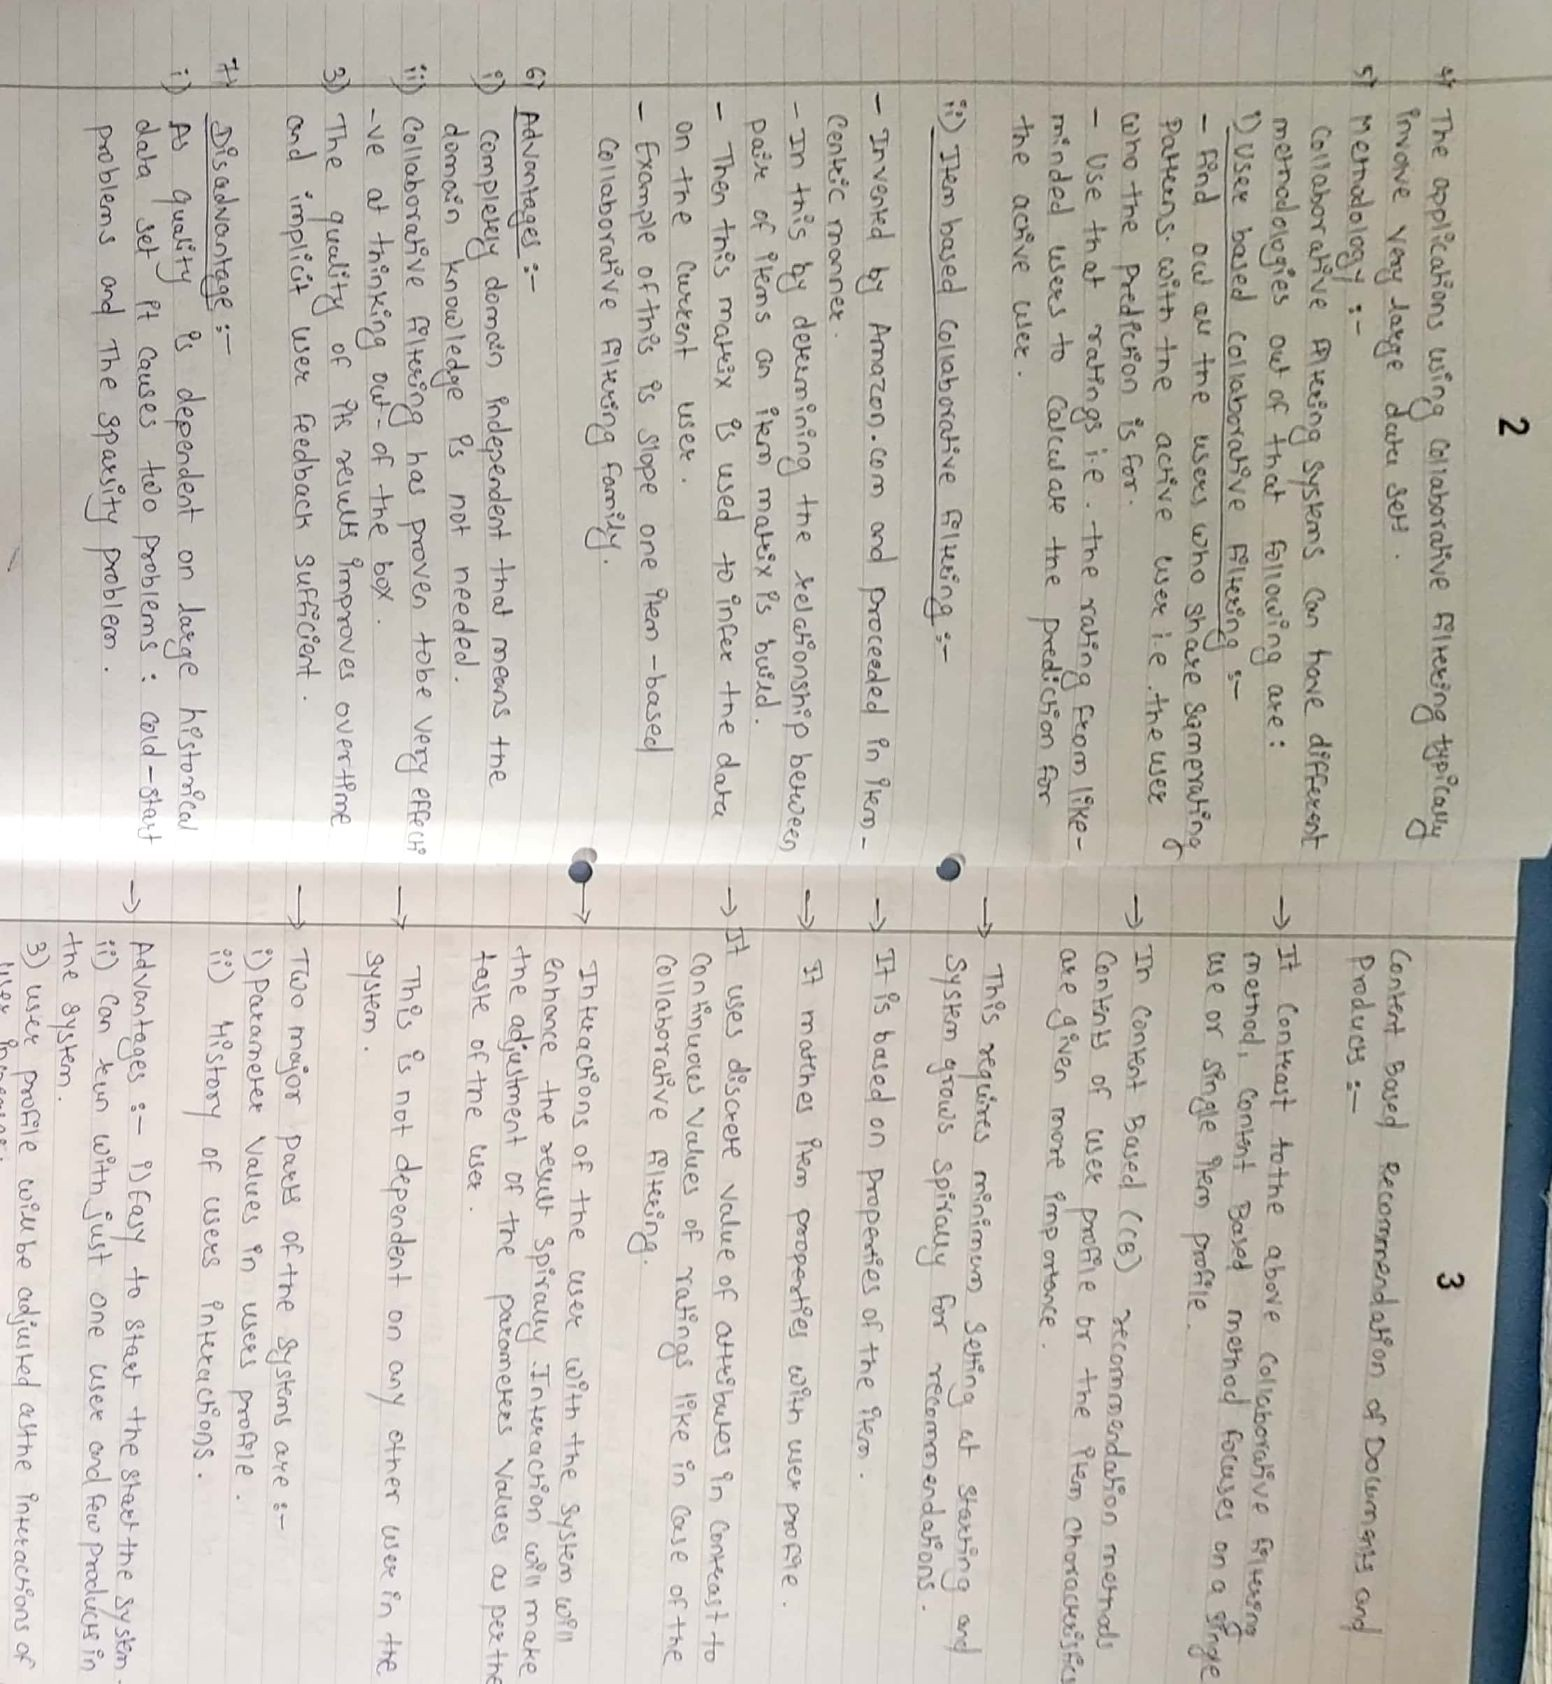 2
4) The applications using collaborative filtering typically
involve very large data sets.
5) Methodology :-
Collaborative filtering systems can have different
methodologies out of that following are :
1) User based Collaborative filtering :-
- find out all the users who share same rating
Patterns with the active user i.e. the user
who the prediction is for.
- Use that ratings i.e. the rating from like-
minded users to calculate the prediction for
the active user.
ii) Item based collaborative filtering :-
- Invented by Amazon.com and proceeded in item-
centric manner.
- In this by determining the relationship between
pair of items an item matrix is build.
- Then this matrix is used to infer the data
on the current user.
- Example of this is slope one item-based
Collaborative filtering family.
6) Advantages :-
i) Completely domain independent that means the
domain knowledge is not needed.
ii) Collaborative filtering has proven to be very effecti
-ve at thinking out- of the box.
3) The quality of its results improves overtime
and implicit user feedback sufficient.
7) Disadvantage :-
i) As quality is dependent on large historical
data set it causes two problems : cold-start
problems and the sparsity problem.
3
Content Based Recommendation of Documents and
Products :-
→ It contrast to the above collaborative filtering
method, content Based method focuses on a single
use or single item profile.
→ In Content Based (CB) recommendation methods
Contents of user profile or the item characteristics
are given more importance.
→ This requires minimum setting at starting and
System grows spirally for recommendations.
→ It is based on properties of the item.
→ It matches item properties with user profile.
→ It uses discrete value of attributes in contrast to
continuous values of ratings like in case of the
collaborative filtering.
→ Interactions of the user with the system will
enhance the result spirally. Interaction will make
the adjustment of the parameters values as per the
taste of the user.
→ This is not dependent on any other user in the
system.
→ Two major parts of the systems are :-
i) Parameter values in users profile.
ii) History of users interactions.
→ Advantages :- i) Easy to start the start the system.
ii) Can run with just one user and few products in
the system.
3) user profile will be adjusted as the interactions of